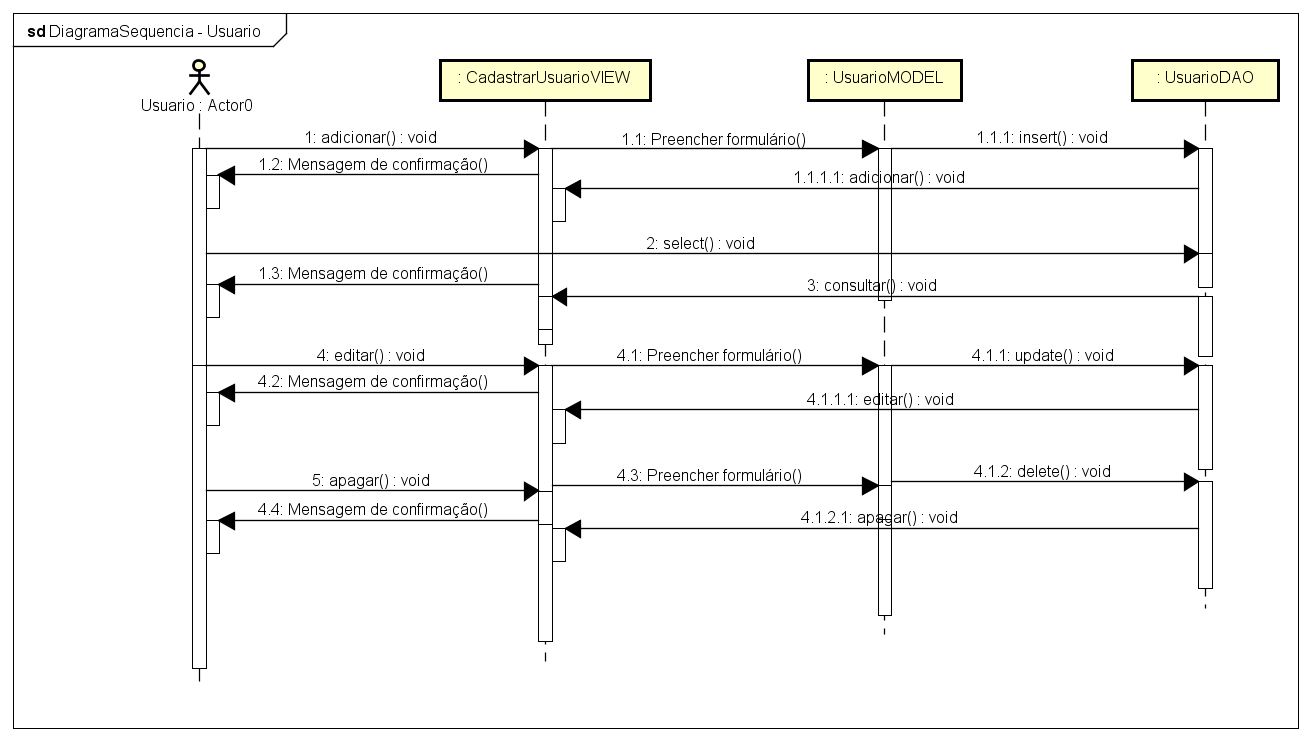 sd DiagramaSequencia - Usuario
Usuario : Actor0
: CadastrarUsuarioVIEW
: UsuarioMODEL
: UsuarioDAO
1: adicionar() : void
1.1: Preencher formulário()
1.1.1: insert() : void
1.2: Mensagem de confirmação()
1.1.1.1: adicionar() : void
2: select() : void
1.3: Mensagem de confirmação()
3: consultar() : void
4: editar() : void
4.1: Preencher formulário()
4.1.1: update() : void
4.2: Mensagem de confirmação()
4.1.1.1: editar() : void
5: apagar() : void
4.3: Preencher formulário()
4.1.2: delete() : void
4.4: Mensagem de confirmação()
4.1.2.1: apagar() : void